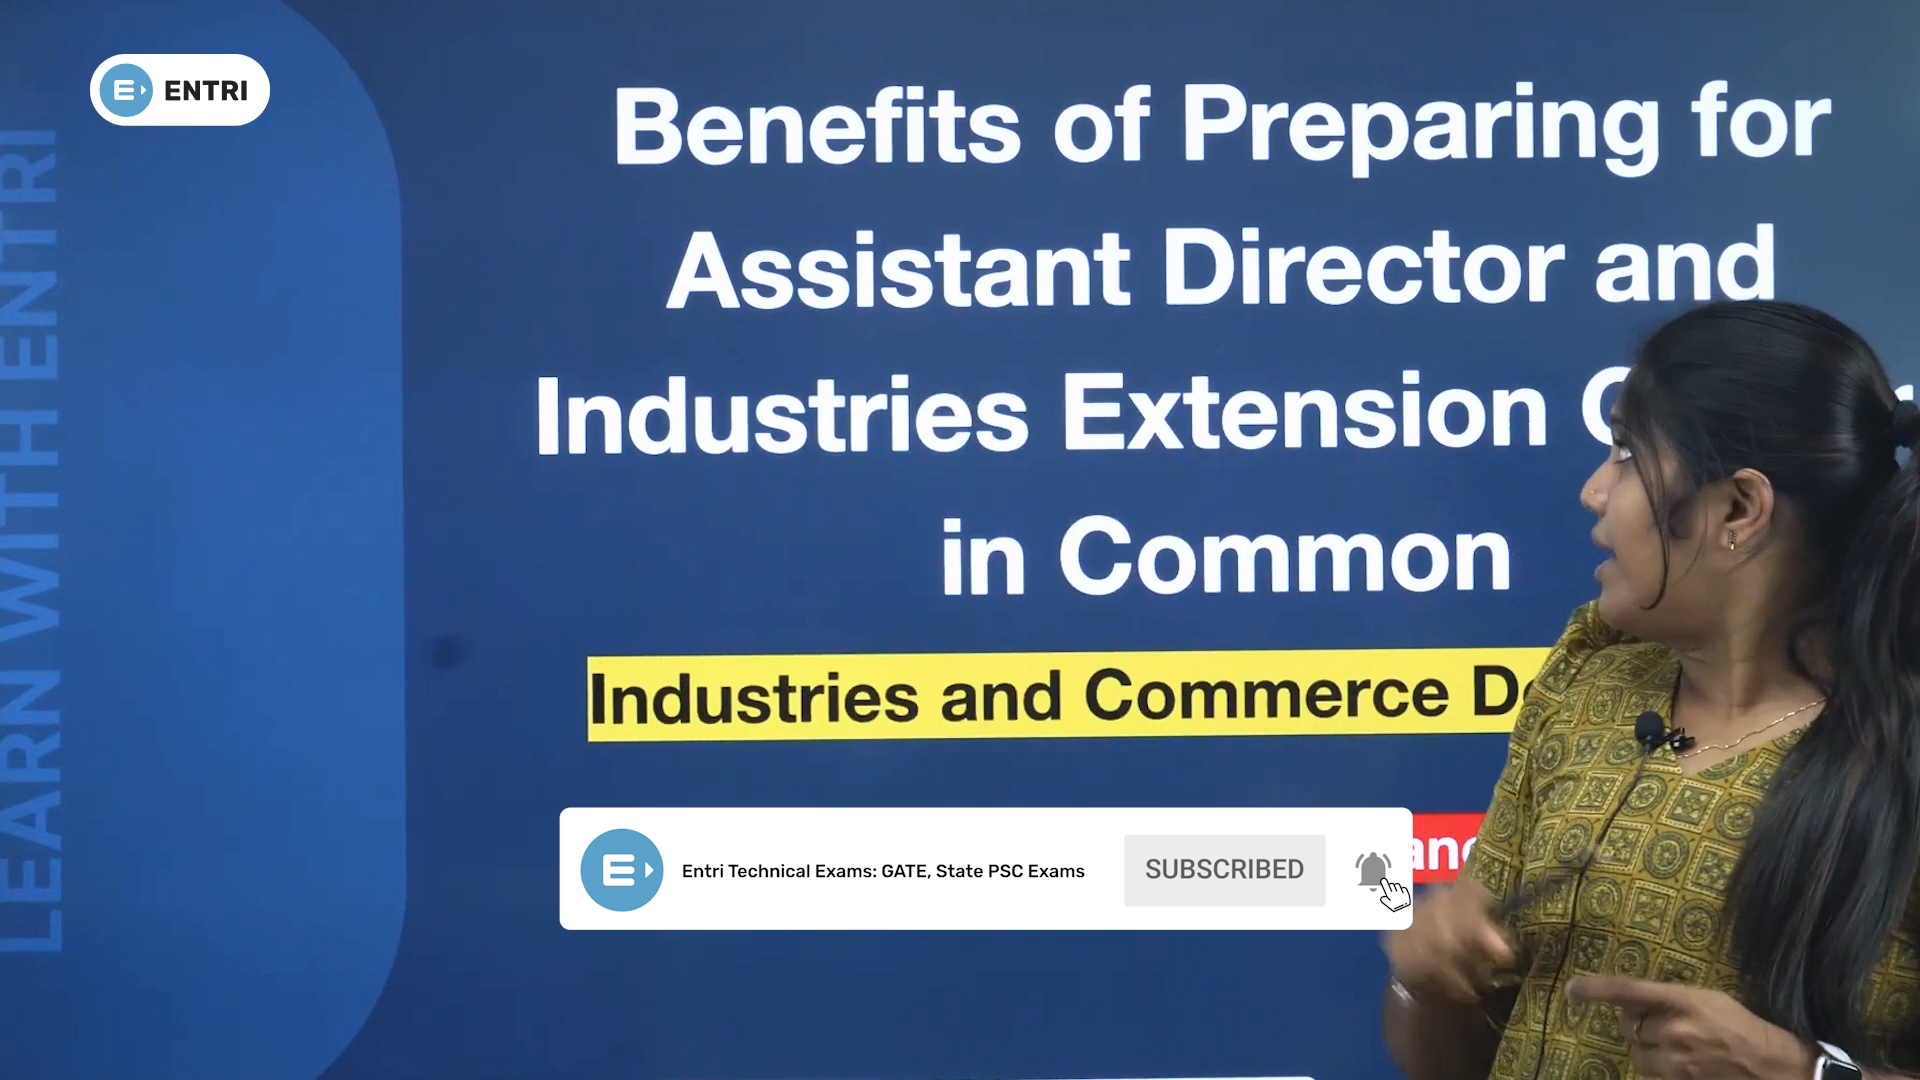 ENTRI
LEARN WITH ENTRI
Benefits of Preparing for
Assistant Director and
Industries Extension
in Common
Industries and Commerce
Entri Technical Exams: GATE, State PSC Exams
SUBSCRIBED